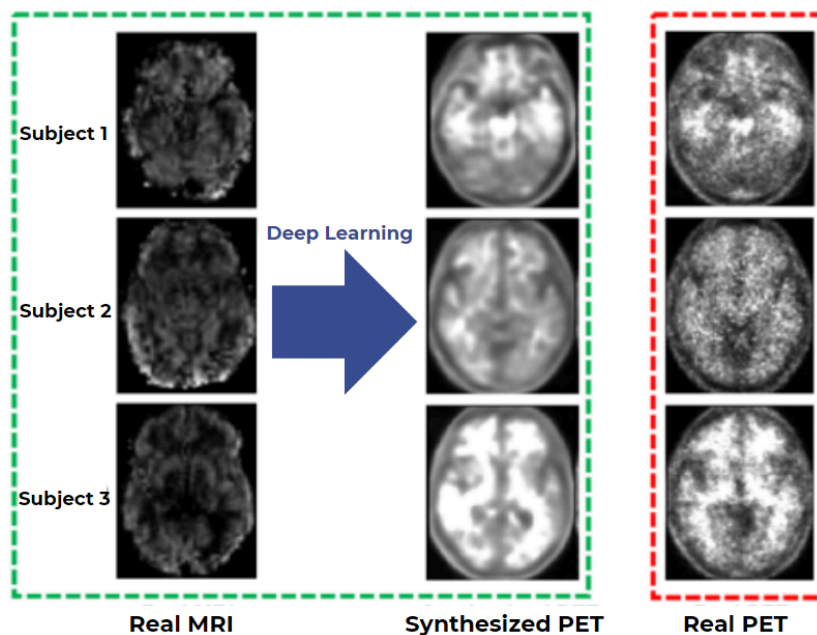 Subject 1
Deep Learning
Subject 2
Subject 3
Real MRI
Synthesized PET
Real PET